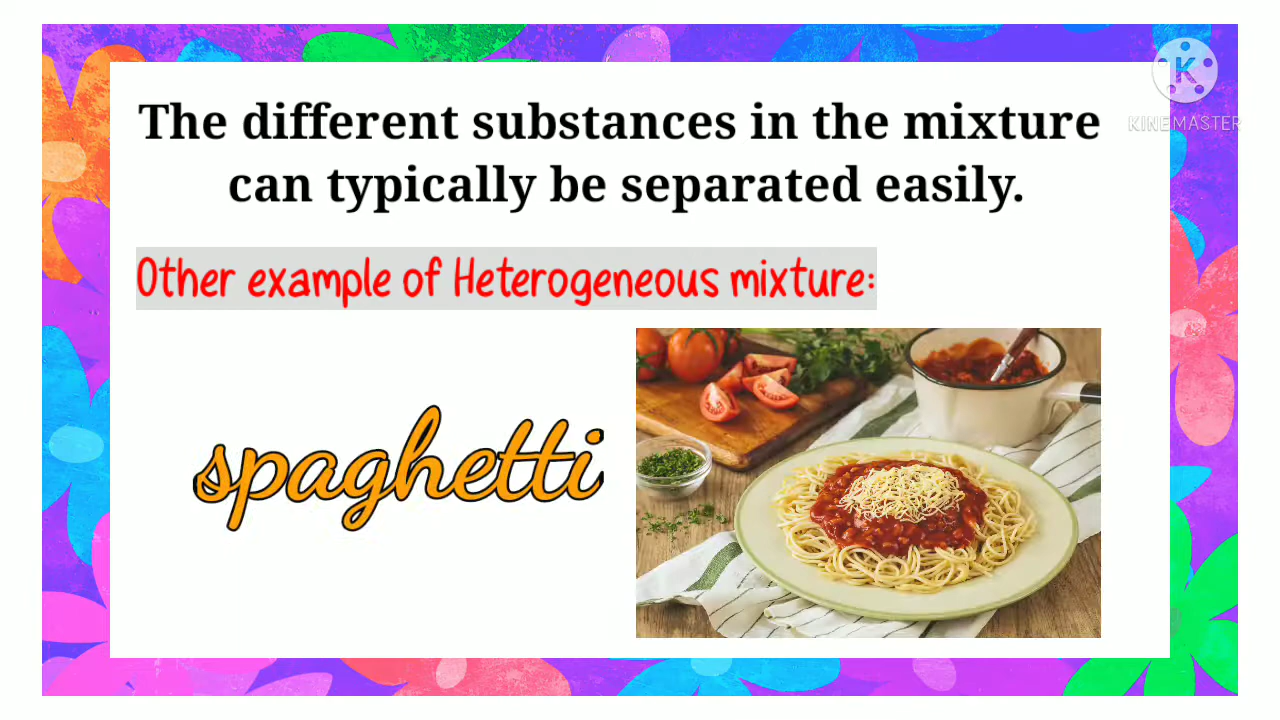 The different substances in the mixture
can typically be separated easily.
Other example of Heterogeneous mixture:
spaghetti
K
KINEMASTER